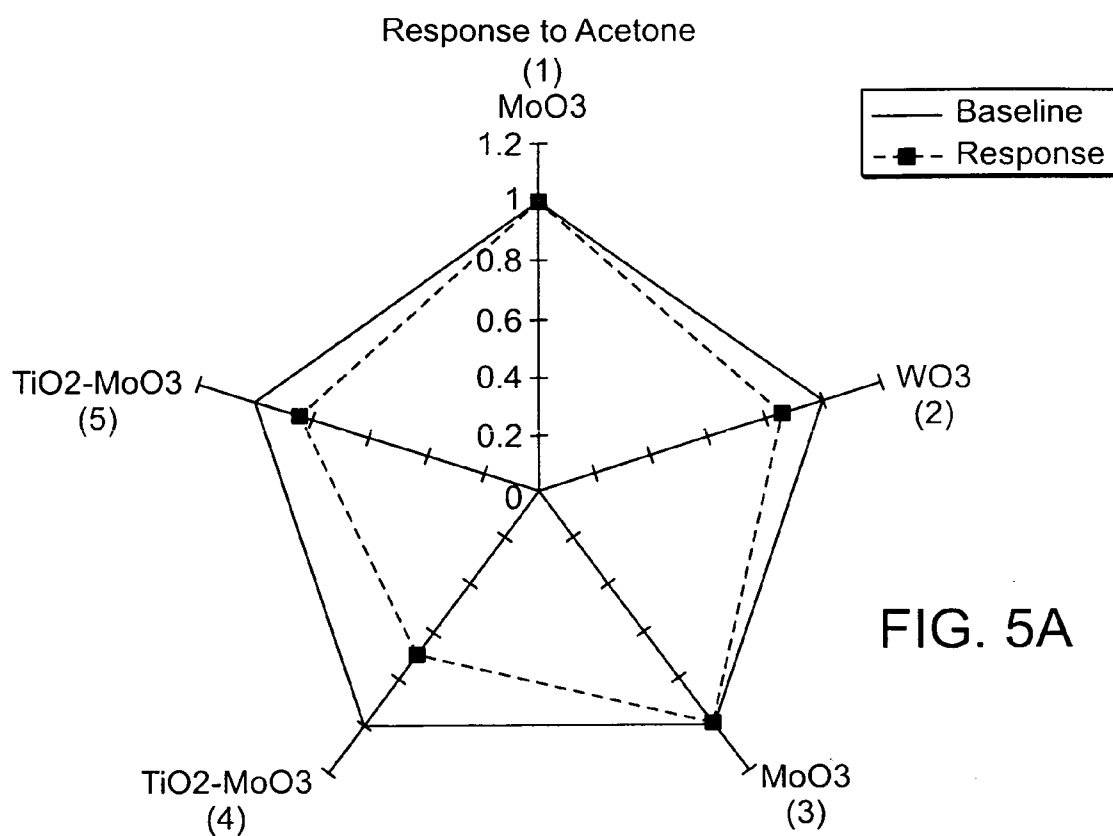 Response to Acetone
(1)
MoO3
Baseline
Response
1.2
1
0.8
0.6
0.4
0.2
0
WO3
(2)
MoO3
(3)
TiO2-MoO3
(4)
TiO2-MoO3
(5)
FIG. 5A